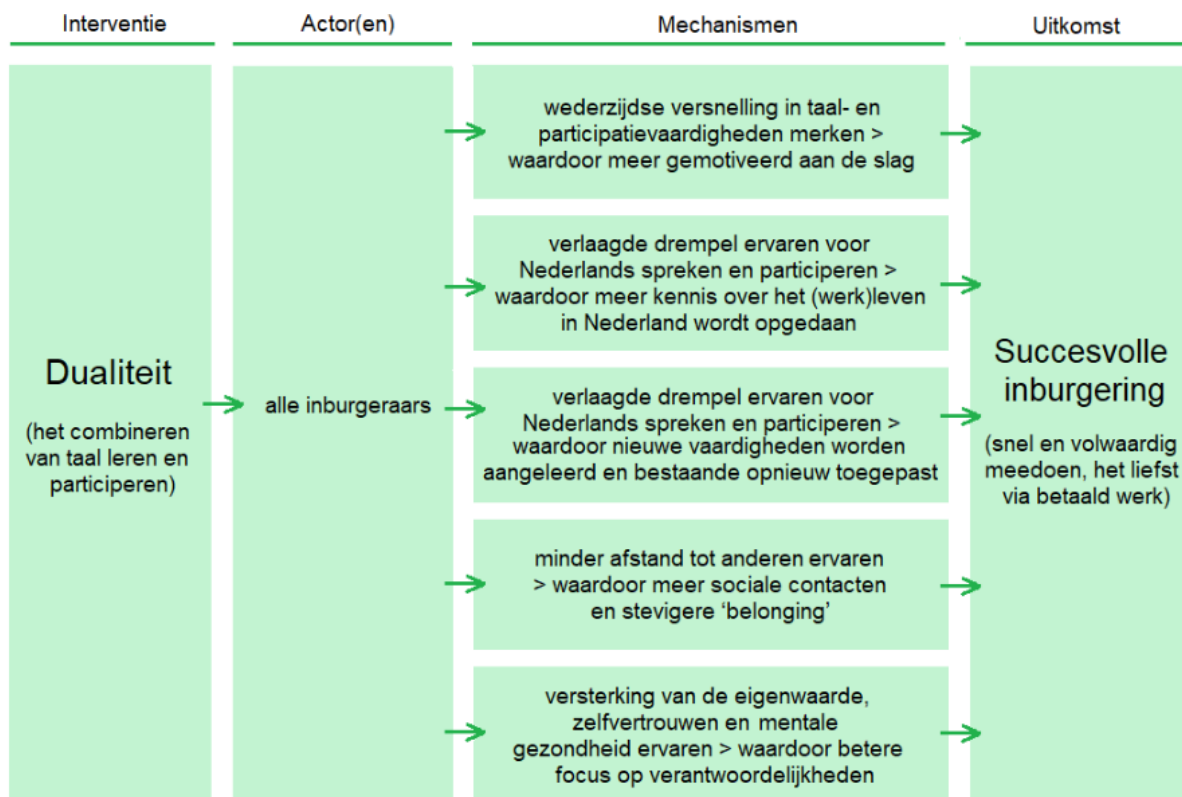 Interventie
Actor(en)
Mechanismen
Uitkomst
Dualiteit
(het combineren
van taal leren en
participeren)
alle inburgeraars
wederzijdse versnelling in taal- en
participatievaardigheden merken >
waardoor meer gemotiveerd aan de slag
verlaagde drempel ervaren voor
Nederlands spreken en participeren >
waardoor meer kennis over het (werk)leven
in Nederland wordt opgedaan
verlaagde drempel ervaren voor
Nederlands spreken en participeren >
waardoor nieuwe vaardigheden worden
aangeleerd en bestaande opnieuw toegepast
minder afstand tot anderen ervaren
> waardoor meer sociale contacten
en stevigere ‘belonging’
versterking van de eigenwaarde,
zelfvertrouwen en mentale
gezondheid ervaren > waardoor betere
focus op verantwoordelijkheden
Succesvolle
inburgering
(snel en volwaardig
meedoen, het liefst
via betaald werk)